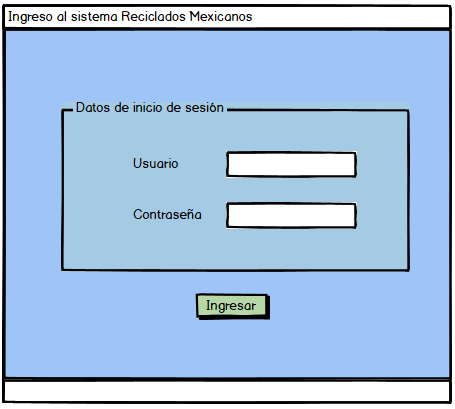 Ingreso al sistema Reciclados Mexicanos
Datos de inicio de sesión
Usuario
Contraseña
Ingresar